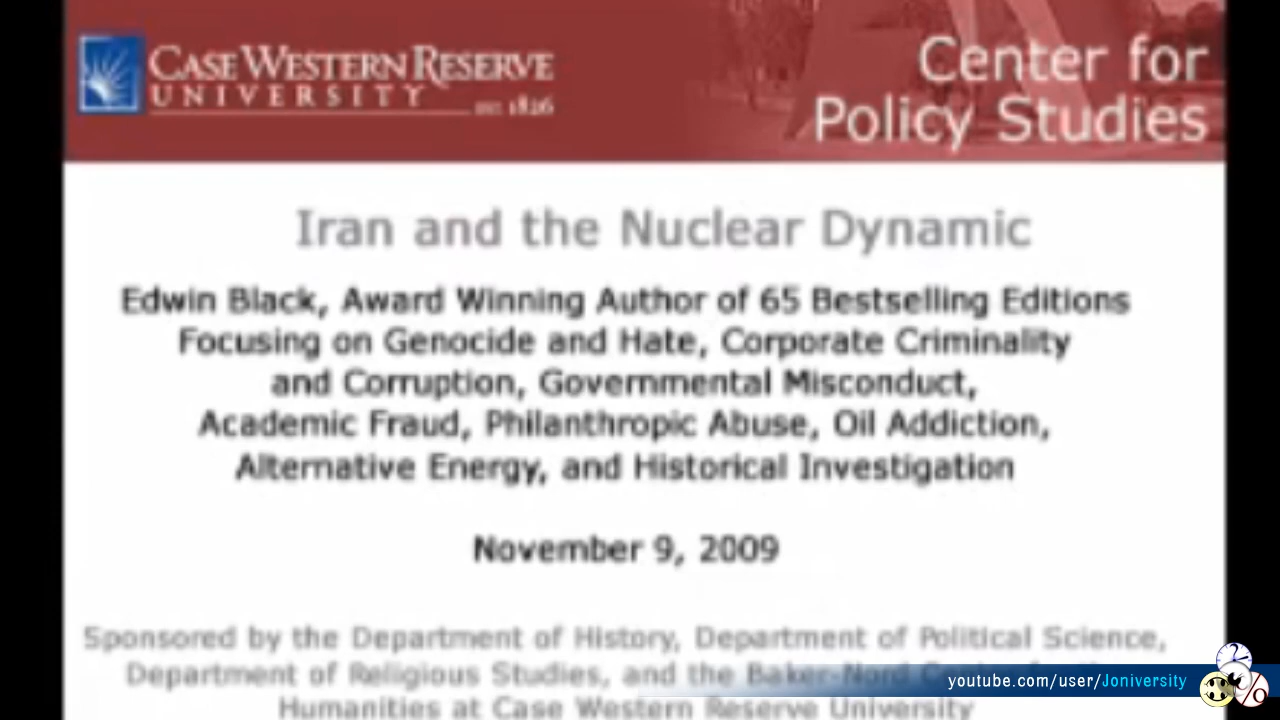 CASE WESTERN RESERVE
UNIVERSITY EST. 1826
Center for
Policy Studies
Iran and the Nuclear Dynamic
Edwin Black, Award Winning Author of 65 Bestselling Editions
Focusing on Genocide and Hate, Corporate Criminality
and Corruption, Governmental Misconduct,
Academic Fraud, Philanthropic Abuse, Oil Addiction,
Alternative Energy, and Historical Investigation
November 9, 2009
Sponsored by the Department of History, Department of Political Science,
Department of Religious Studies, and the Baker-Nord Center for the
Humanities at Case Western Reserve University
youtube.com/user/Joniversity